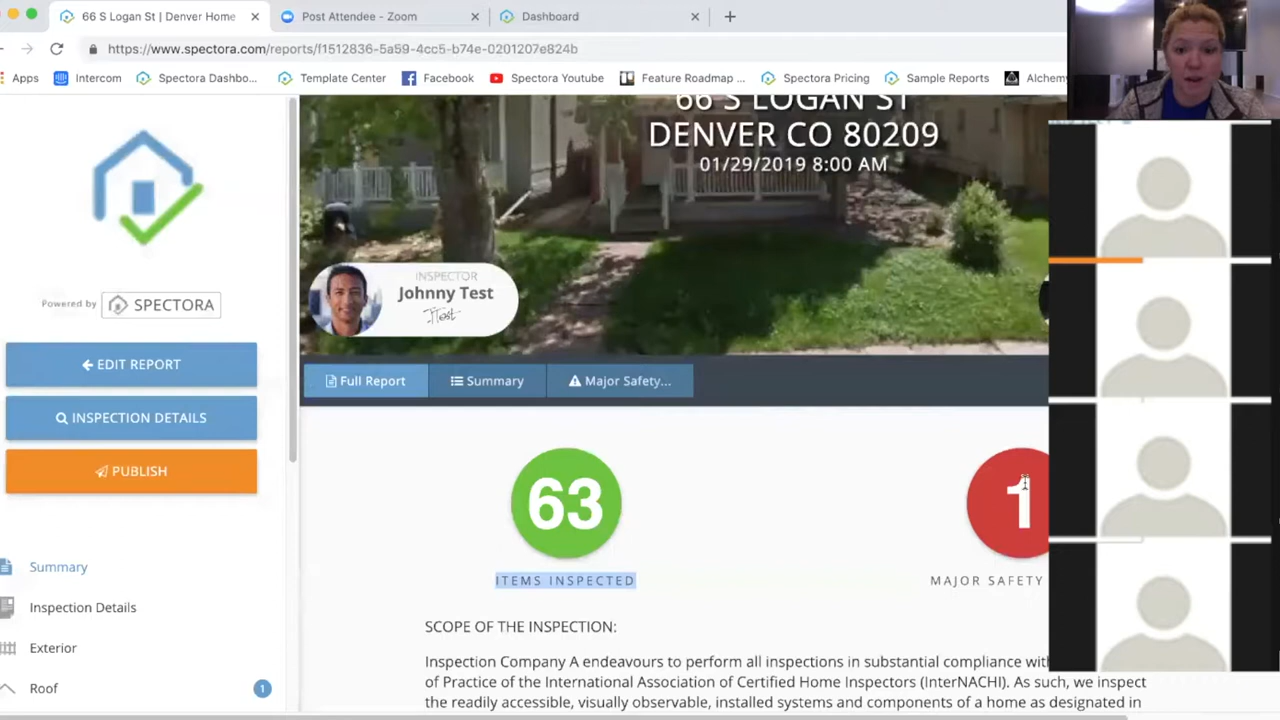 66 S Logan St | Denver Home
Post Attendee - Zoom
Dashboard
https://www.spectora.com/reports/f1512836-5a59-4cc5-b74e-0201207e824b
Apps
Intercom
Spectora Dashbo...
Template Center
Facebook
Spectora Youtube
Feature Roadmap ...
Spectora Pricing
Sample Reports
Alchemy
66 S LOGAN ST
DENVER CO 80209
01/29/2019 8:00 AM
Powered by SPECTORA
INSPECTOR
Johnny Test
JTest
EDIT REPORT
INSPECTION DETAILS
PUBLISH
Full Report
Summary
Major Safety...
63
1
ITEMS INSPECTED
MAJOR SAFETY
Summary
Inspection Details
Exterior
Roof 1
SCOPE OF THE INSPECTION:
Inspection Company A endeavours to perform all inspections in substantial compliance with
of Practice of the International Association of Certified Home Inspectors (InterNACHI). As such, we inspect
the readily accessible, visually observable, installed systems and components of a home as designated in